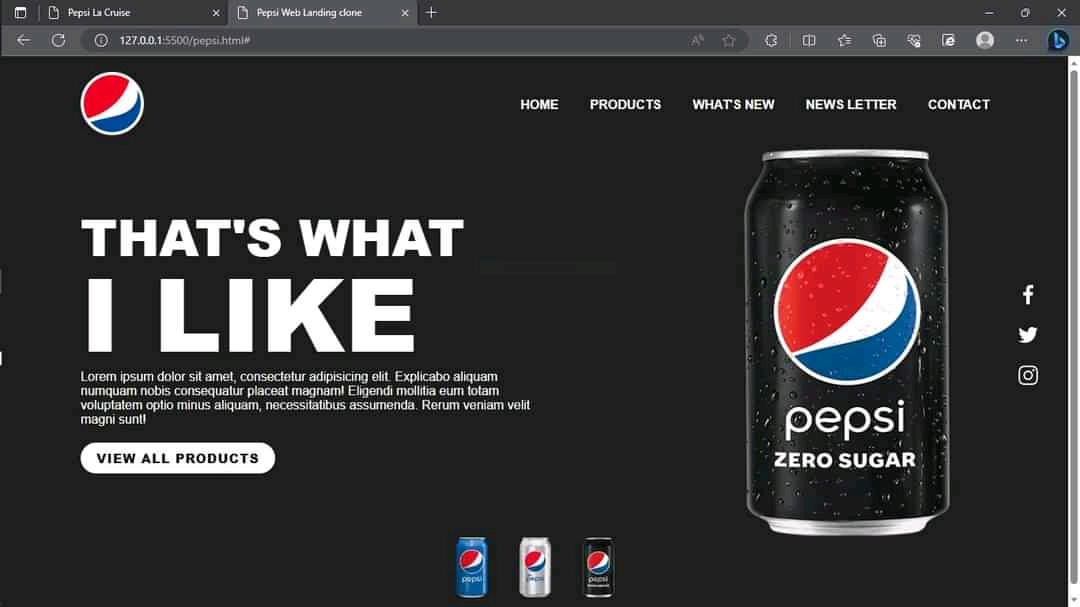 Pepsi La Cruise
Pepsi Web Landing clone
127.0.0.1:5500/pepsi.html#
HOME PRODUCTS WHAT'S NEW NEWS LETTER CONTACT
THAT'S WHAT
I LIKE
Lorem ipsum dolor sit amet, consectetur adipisicing elit. Explicabo aliquam
numquam nobis consequatur placeat magnam! Eligendi mollitia eum totam
voluptatem optio minus aliquam, necessitatibus assumenda. Rerum veniam velit
magni sunt!
VIEW ALL PRODUCTS
pepsi
ZERO SUGAR
pepsi
pepsi
pepsi